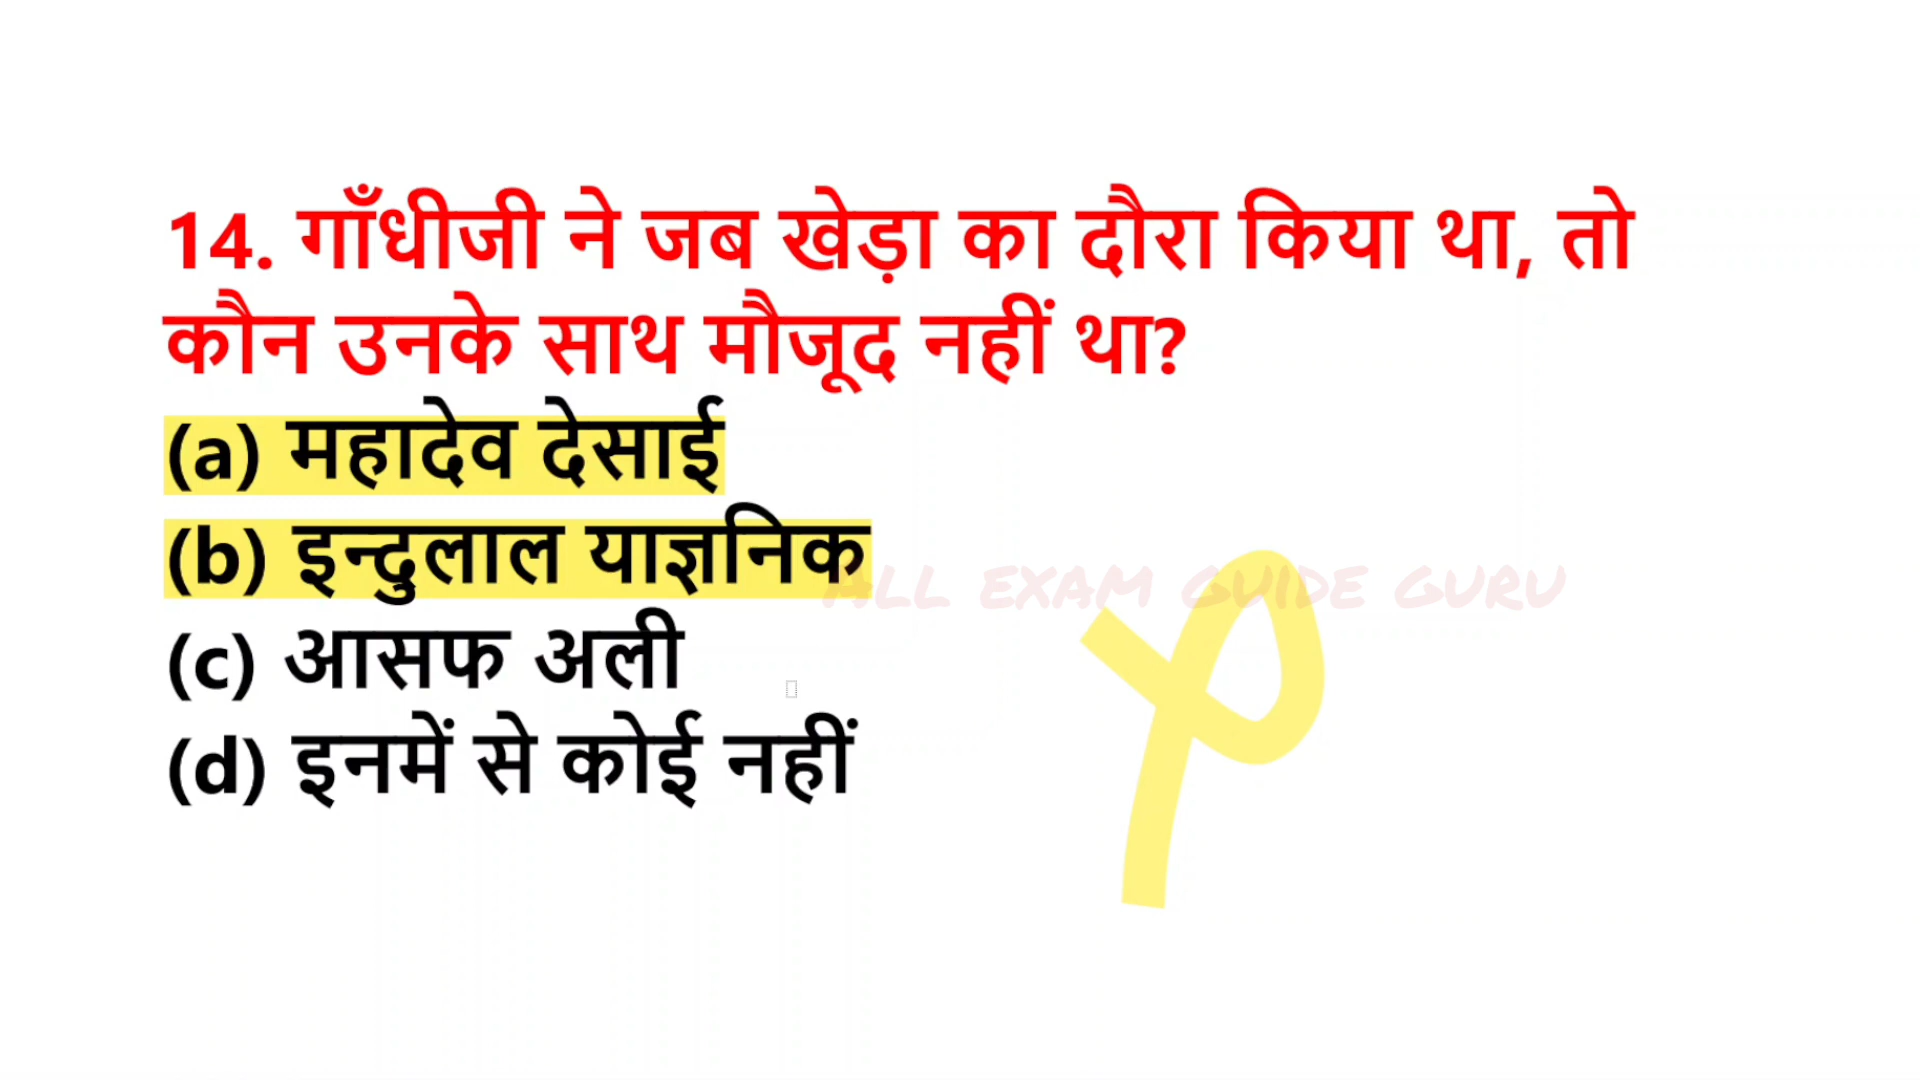 14. गाँधीजी ने जब खेड़ा का दौरा किया था, तो
कौन उनके साथ मौजूद नहीं था?
(a) महादेव देसाई
(b) इन्दुलाल याज्ञनिक
ALL EXAM GUIDE GURU
(c) आसफ अली
(d) इनमें से कोई नहीं